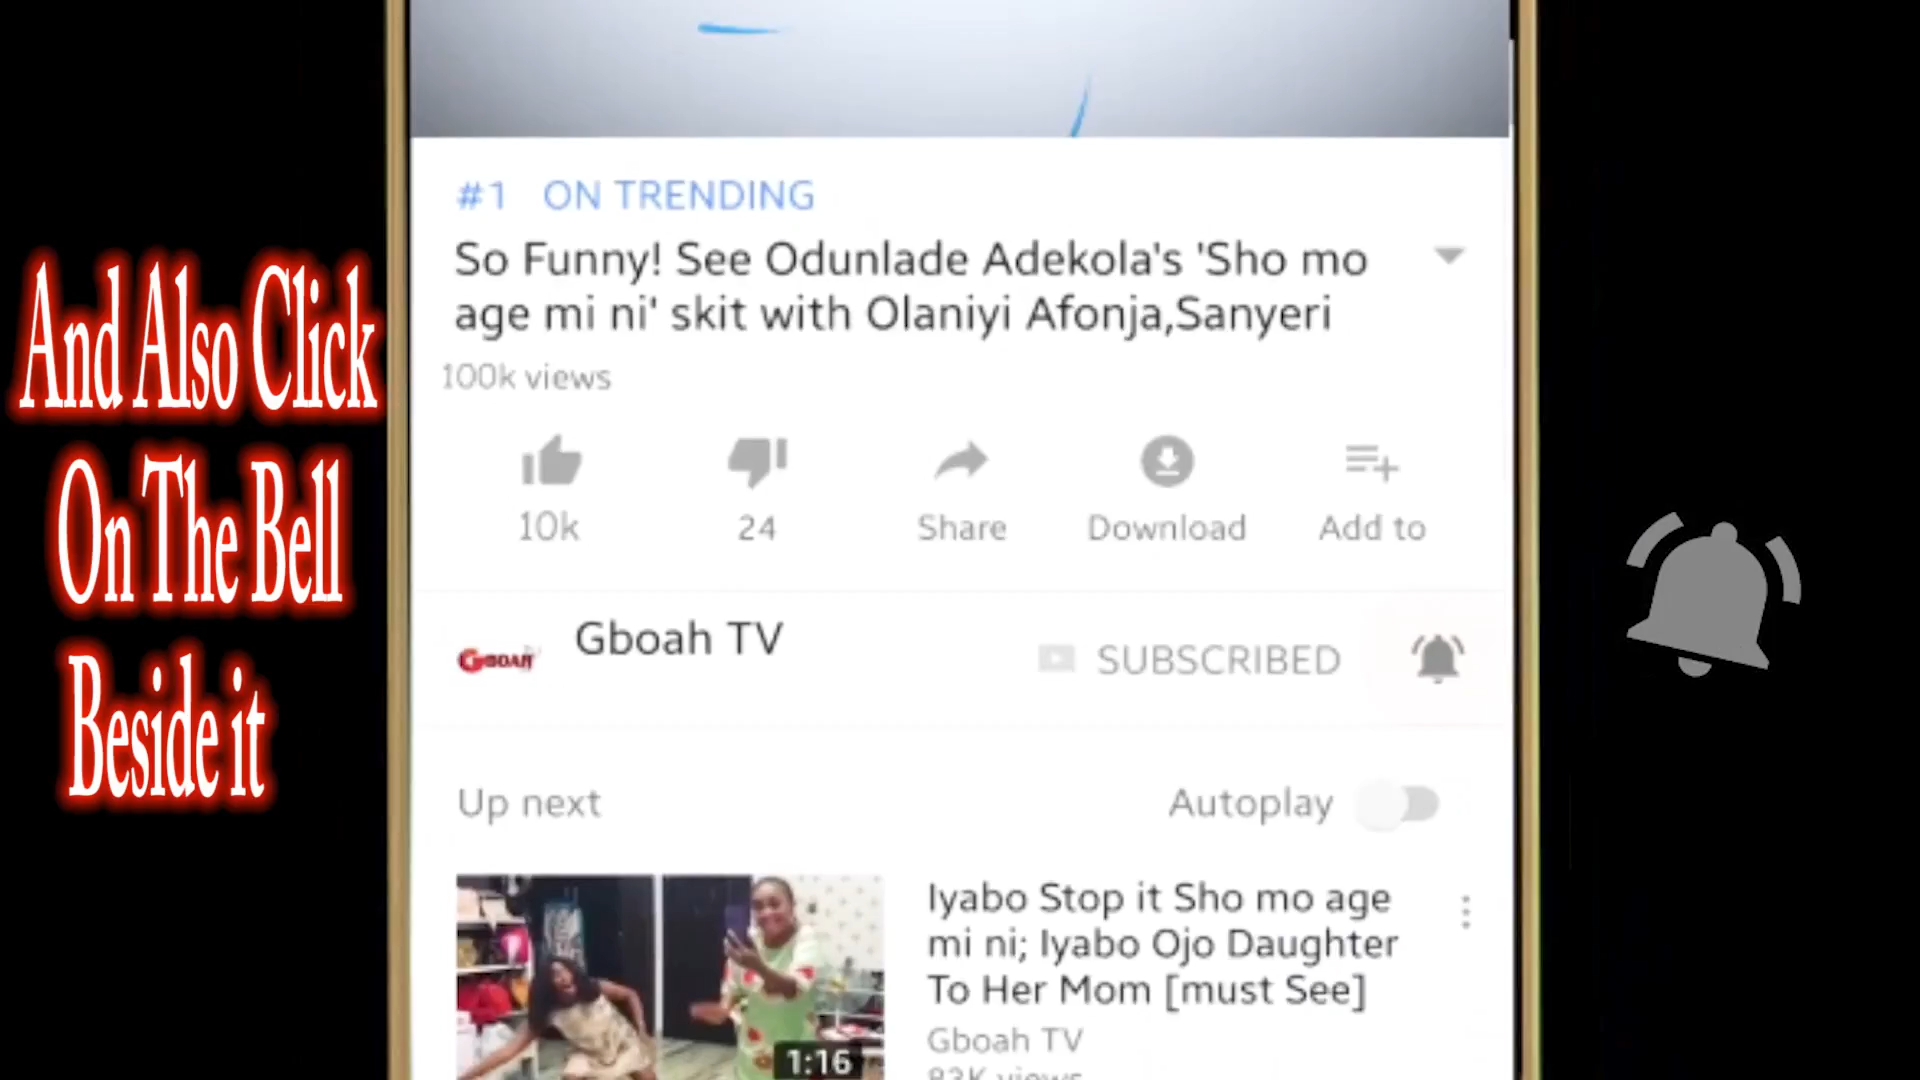 And Also Click
On The Bell
Beside it
#1 ON TRENDING
So Funny! See Odunlade Adekola's 'Sho mo
age mi ni' skit with Olaniyi Afonja,Sanyeri
100k views
10k
24
Share
Download
Add to
GBOAH
Gboah TV
SUBSCRIBED
Up next
Autoplay
Iyabo Stop it Sho mo age
mi ni; Iyabo Ojo Daughter
To Her Mom [must See]
Gboah TV
83K views
1:16